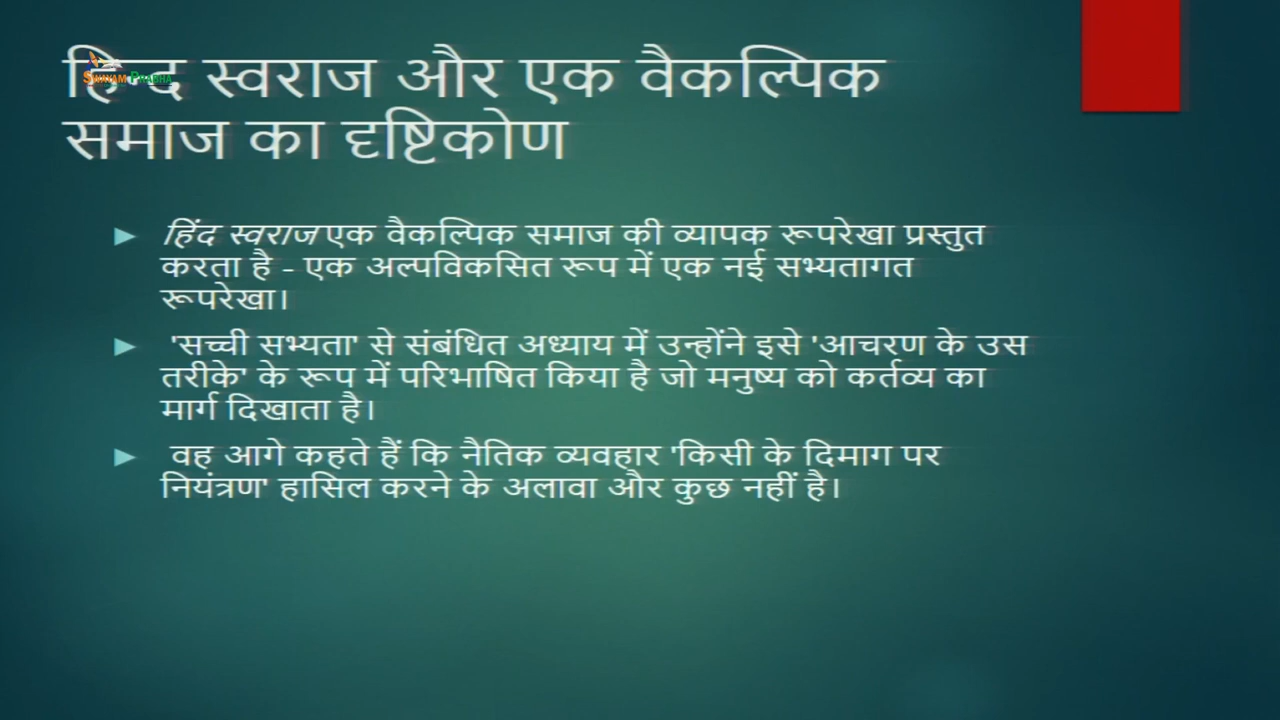 हिन्द स्वराज और एक वैकल्पिक
समाज का दृष्टिकोण
SWAYAM PRABHA
हिंद स्वराज एक वैकल्पिक समाज की व्यापक रूपरेखा प्रस्तुत
करता है - एक अल्पविकसित रूप में एक नई सभ्यतागत
रूपरेखा।
'सच्ची सभ्यता' से संबंधित अध्याय में उन्होंने इसे 'आचरण के उस
तरीके' के रूप में परिभाषित किया है जो मनुष्य को कर्तव्य का
मार्ग दिखाता है।
वह आगे कहते हैं कि नैतिक व्यवहार 'किसी के दिमाग पर
नियंत्रण' हासिल करने के अलावा और कुछ नहीं है।